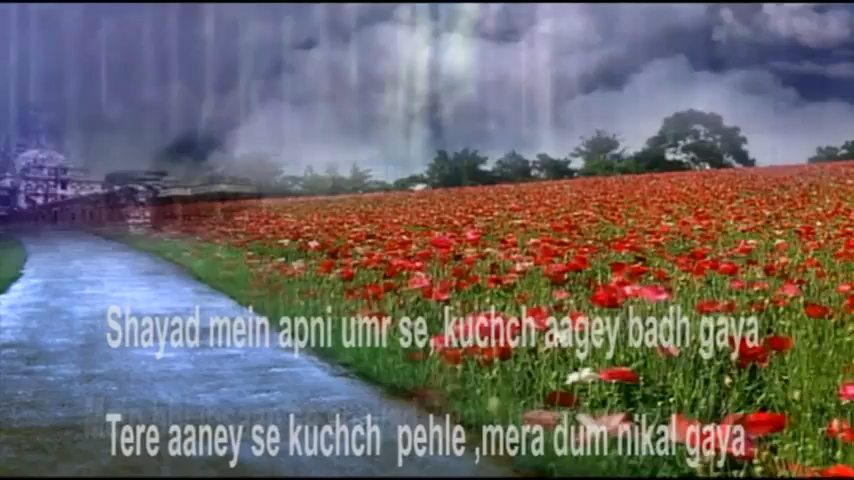 Shayad mein apni umr se kuchch aagey badh gaya
Tere aaney se kuchch pehle ,mera dum nikal gaya